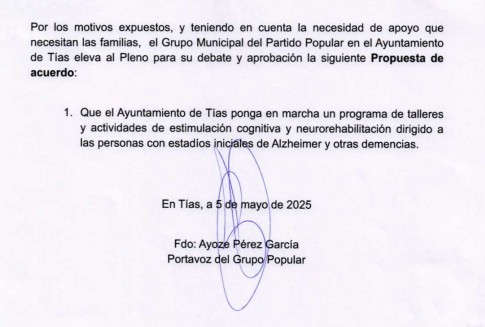 Por los motivos expuestos, y teniendo en cuenta la necesidad de apoyo que
necesitan las familias, el Grupo Municipal del Partido Popular en el Ayuntamiento
de Tías eleva al Pleno para su debate y aprobación la siguiente Propuesta de
acuerdo:
1. Que el Ayuntamiento de Tías ponga en marcha un programa de talleres
y actividades de estimulación cognitiva y neurorehabilitación dirigido a
las personas con estadios iniciales de Alzheimer y otras demencias.
En Tías, a 5 de mayo de 2025
Fdo: Ayoze Pérez García
Portavoz del Grupo Popular